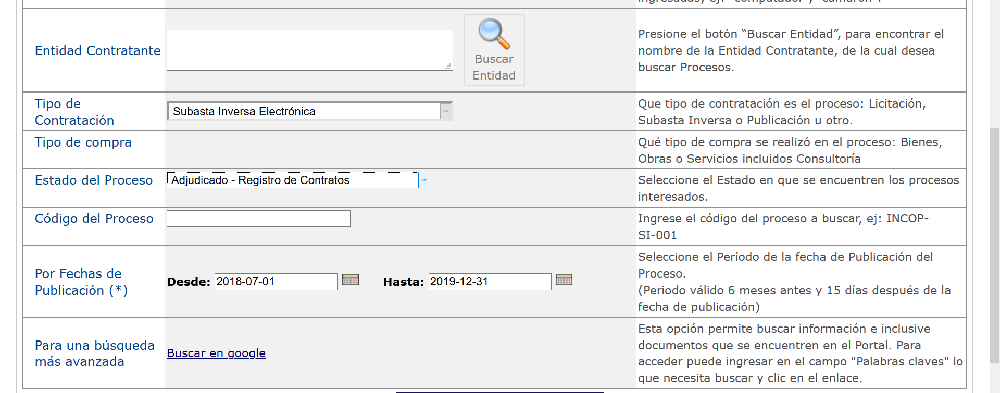 ingresadas, ej: "computador y camarón".
Entidad Contratante
Buscar
Entidad
Presione el botón “Buscar Entidad”, para encontrar el
nombre de la Entidad Contratante, de la cual desea
buscar Procesos.
Tipo de
Contratación
Subasta Inversa Electrónica
Que tipo de contratación es el proceso: Licitación,
Subasta Inversa o Publicación u otro.
Tipo de compra
Qué tipo de compra se realizó en el proceso: Bienes,
Obras o Servicios incluidos Consultoría
Estado del Proceso
Adjudicado - Registro de Contratos
Seleccione el Estado en que se encuentren los procesos
interesados.
Código del Proceso
Ingrese el código del proceso a buscar, ej: INCOP-
SI-001
Por Fechas de
Publicación (*)
Desde: 2018-07-01 Hasta: 2019-12-31
Seleccione el Período de la fecha de Publicación del
Proceso.
(Periodo válido 6 meses antes y 15 días después de la
fecha de publicación)
Para una búsqueda
más avanzada
Buscar en google
Esta opción permite buscar información e inclusive
documentos que se encuentren en el Portal. Para
acceder puede ingresar en el campo "Palabras claves" lo
que necesita buscar y clic en el enlace.